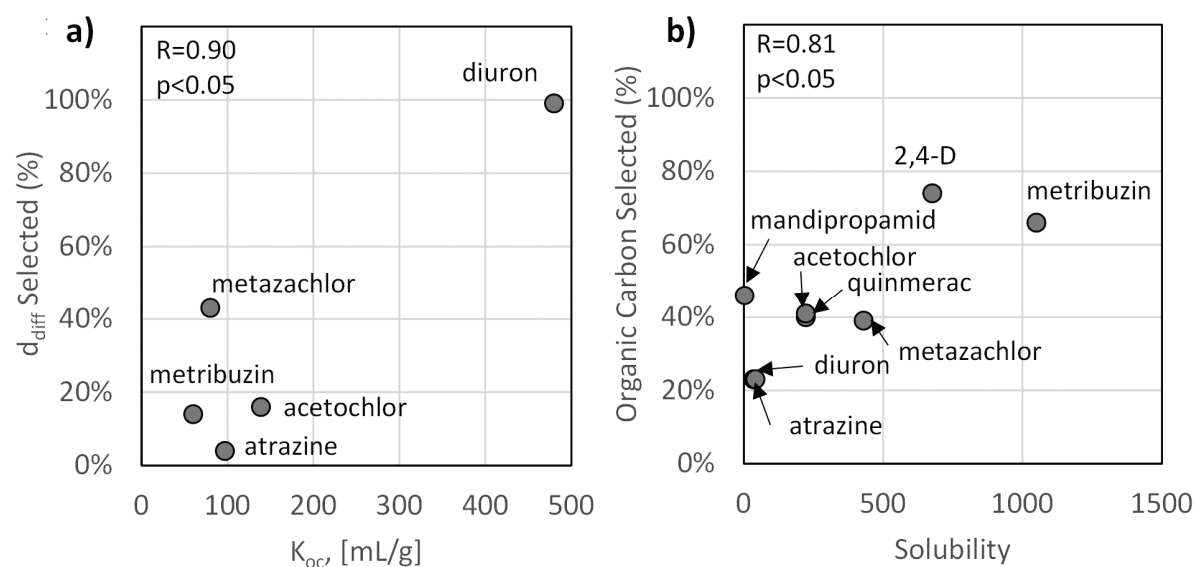 a)
R=0.90
p<0.05
diuron
metazachlor
metribuzin
acetochlor
atrazine
100%
80%
60%
40%
20%
0%
0 100 200 300 400 500
d_diff Selected (%)
K_oc, [mL/g]
b)
R=0.81
p<0.05
2,4-D
metribuzin
mandipropamid
acetochlor
quinmerac
metazachlor
diuron
atrazine
100%
80%
60%
40%
20%
0%
0 500 1000 1500
Organic Carbon Selected (%)
Solubility